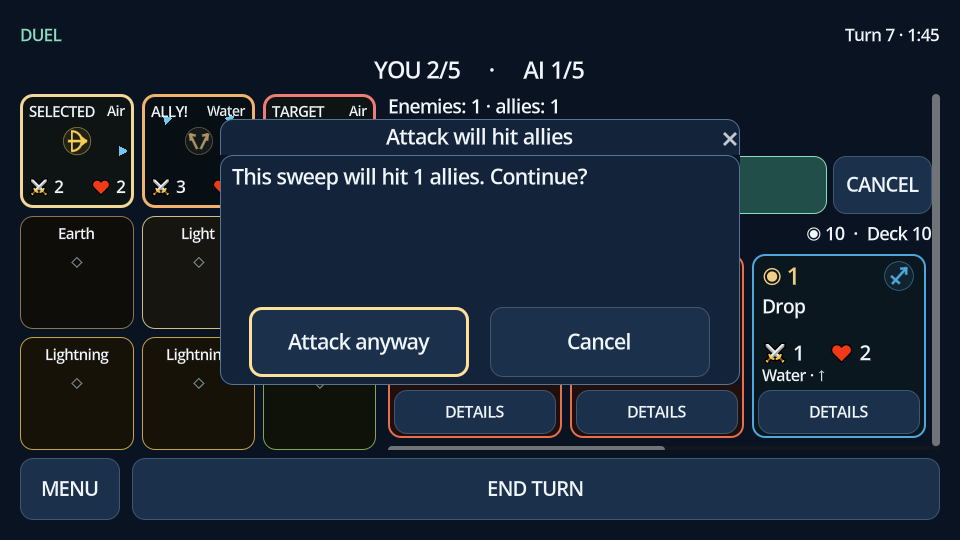 DUEL
Turn 7 · 1:45
YOU 2/5 · AI 1/5
SELECTED Air
ALLY! Water
TARGET Air
Enemies: 1 · allies: 1
2 2
3
Attack will hit allies
This sweep will hit 1 allies. Continue?
Attack anyway
Cancel
CANCEL
10 · Deck 10
Earth
Light
Lightning
1
Drop
1 2
Water · ↑
DETAILS
DETAILS
DETAILS
MENU
END TURN